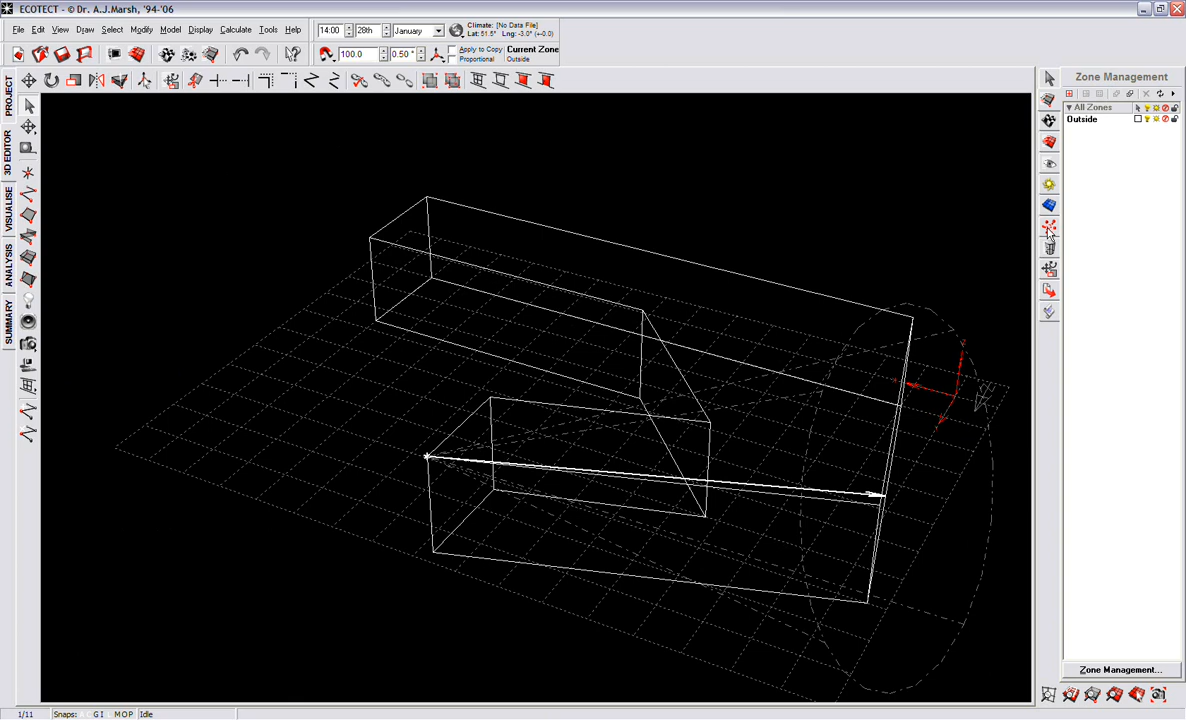 ECOTECT - © Dr. A.J.Marsh, '94-'06
File Edit View Draw Select Modify Model Display Calculate Tools Help
14:00 28th January
Climate: [No Data File]
Lat: 51.5° Lng: -3.0° (+-0.0)
100.0 0.50 °
Apply to Copy
Proportional
Current Zone
Outside
PROJECT
3D EDITOR
VISUALISE
ANALYSIS
SUMMARY
Zone Management
All Zones
Outside
Zone Management...
1/11 Snaps: G I M O P Idle